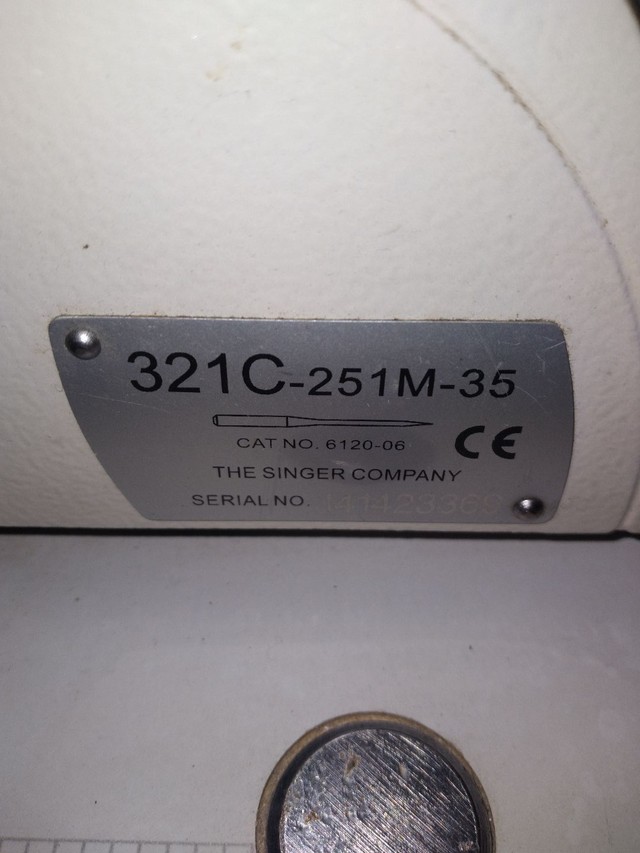 321C-251M-35
CAT NO. 6120-06
CE
THE SINGER COMPANY
SERIAL NO.